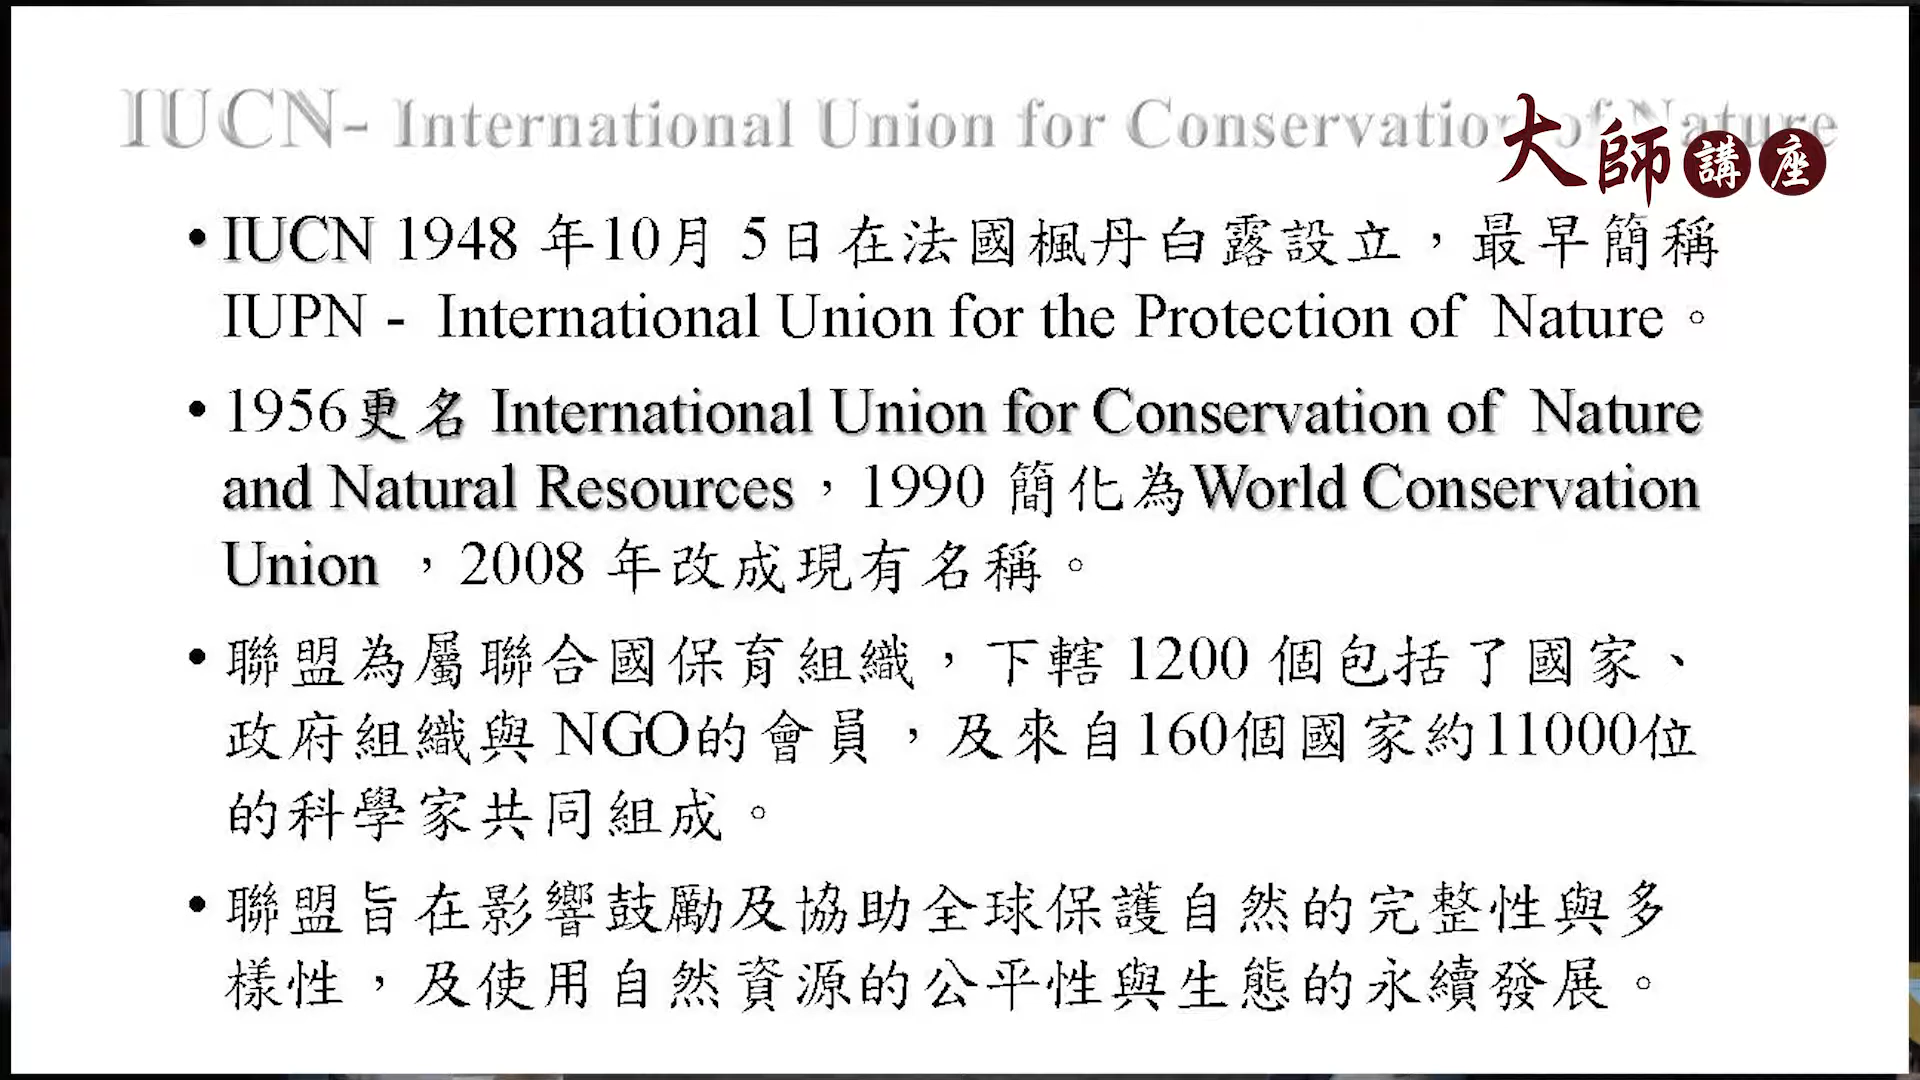 IUCN- International Union for Conservation of Nature
大師講座
•IUCN 1948 年10月 5日在法國楓丹白露設立，最早簡稱
IUPN - International Union for the Protection of Nature。
•1956更名 International Union for Conservation of Nature
and Natural Resources，1990 簡化為World Conservation
Union ，2008 年改成現有名稱。
•聯盟為屬聯合國保育組織，下轄 1200 個包括了國家、
政府組織與 NGO的會員，及來自160個國家約11000位
的科學家共同組成。
•聯盟旨在影響鼓勵及協助全球保護自然的完整性與多
樣性，及使用自然資源的公平性與生態的永續發展。